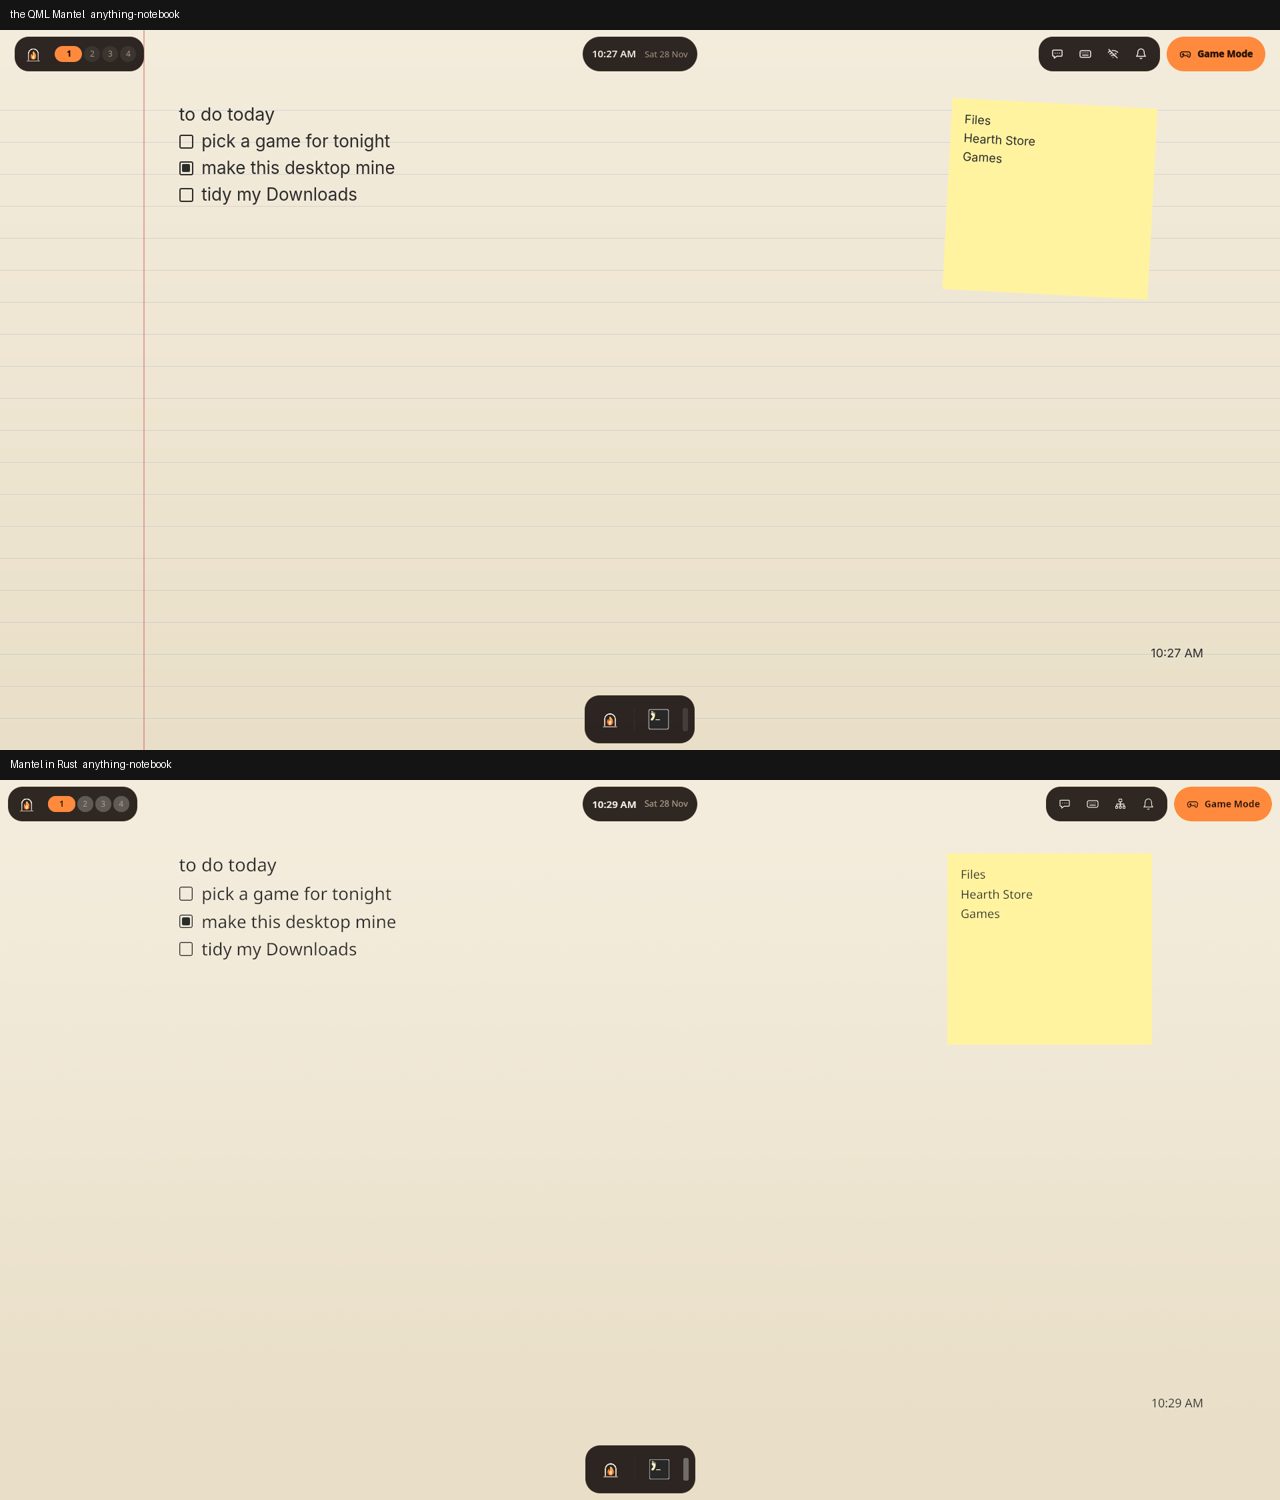 the QML Mantel anything-notebook
1 2 3 4
10:27 AM Sat 28 Nov
Game Mode
to do today
pick a game for tonight
make this desktop mine
tidy my Downloads
Files
Hearth Store
Games
10:27 AM
Mantel in Rust anything-notebook
1 2 3 4
10:29 AM Sat 28 Nov
Game Mode
to do today
pick a game for tonight
make this desktop mine
tidy my Downloads
Files
Hearth Store
Games
10:29 AM